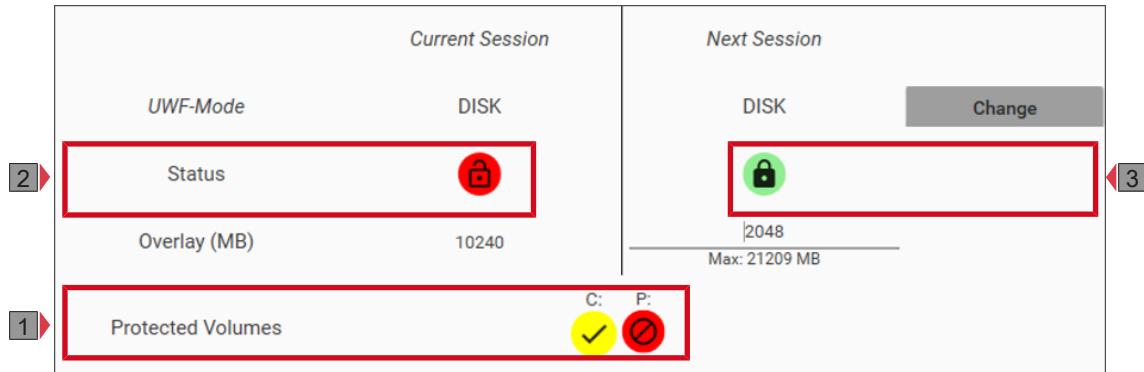 Current Session Next Session
UWF-Mode DISK DISK Change
2 Status 3
Overlay (MB) 10240 2048
Max: 21209 MB
C: P:
1 Protected Volumes